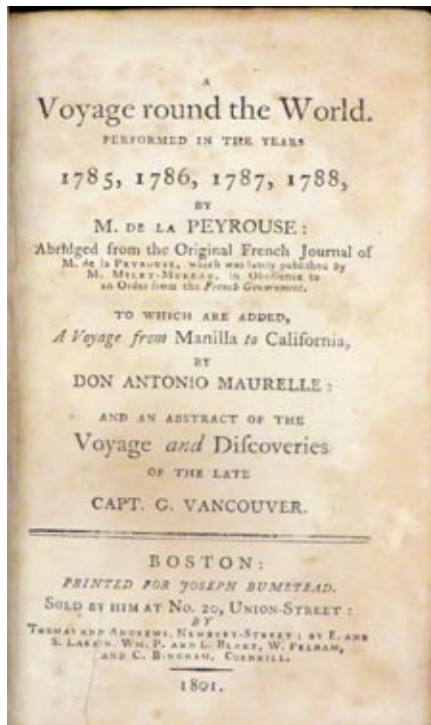 A
Voyage round the World.
PERFORMED IN THE YEARS
1785, 1786, 1787, 1788,
BY
M. DE LA PEYROUSE:
Abridged from the Original French Journal of
M. de la PEYROUSE, which was lately published by
M. MILET-MUREAU, in Obedience to
an Order from the French Government.
TO WHICH ARE ADDED,
A Voyage from Manilla to California,
BY
DON ANTONIO MAURELLE:
AND AN ABSTRACT OF THE
Voyage and Diſcoveries
OF THE LATE
CAPT. G. VANCOUVER.
BOSTON:
PRINTED FOR JOSEPH BUMSTEAD.
SOLD BY HIM AT NO. 20, UNION-STREET:
BY
THOMAS AND ANDREWS, NEWBURY-STREET; BY E. AND
S. LARKIN, WM. P. AND L. BLAKE, W. PELHAM,
AND C. BINGHAM, CORNHILL.
1801.